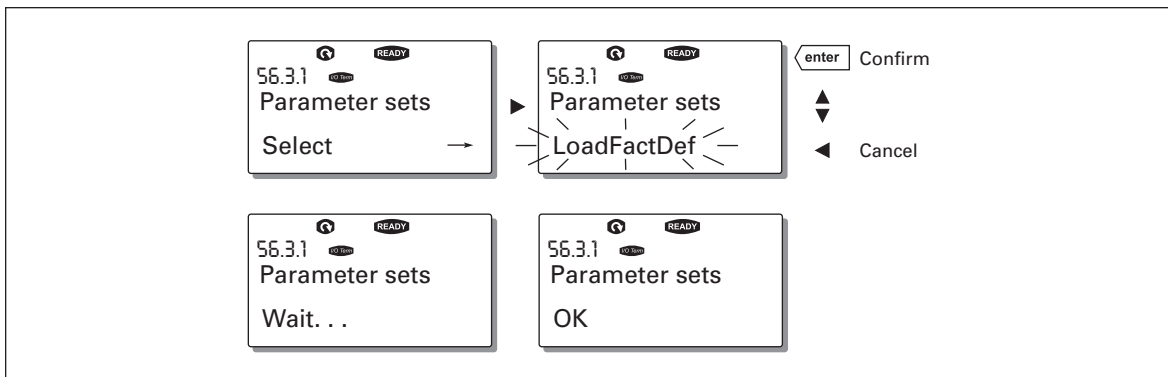 READY
S6.3.1 I/O Term
Parameter sets
Select →
READY
S6.3.1 I/O Term
Parameter sets
LoadFactDef
enter Confirm
Cancel
READY
S6.3.1 I/O Term
Parameter sets
Wait. . .
READY
S6.3.1 I/O Term
Parameter sets
OK